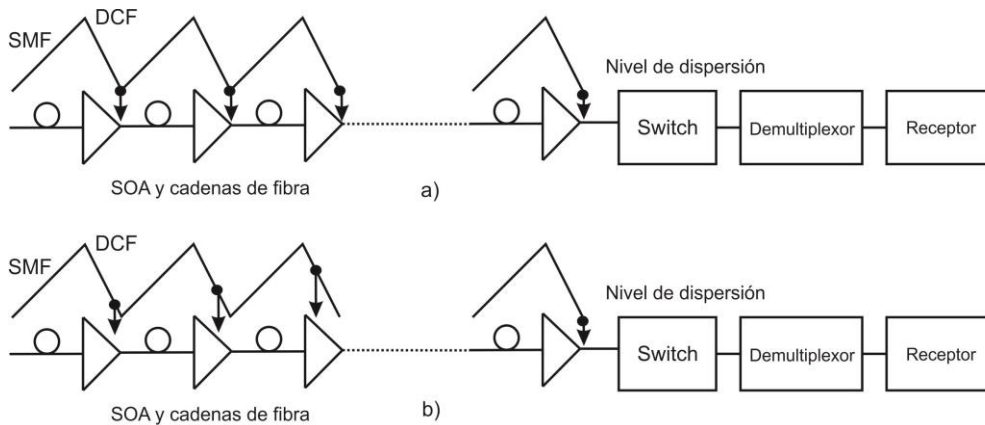 DCF
SMF
Nivel de dispersión
Switch
Demultiplexor
Receptor
SOA y cadenas de fibra
a)
DCF
SMF
Nivel de dispersión
Switch
Demultiplexor
Receptor
SOA y cadenas de fibra
b)